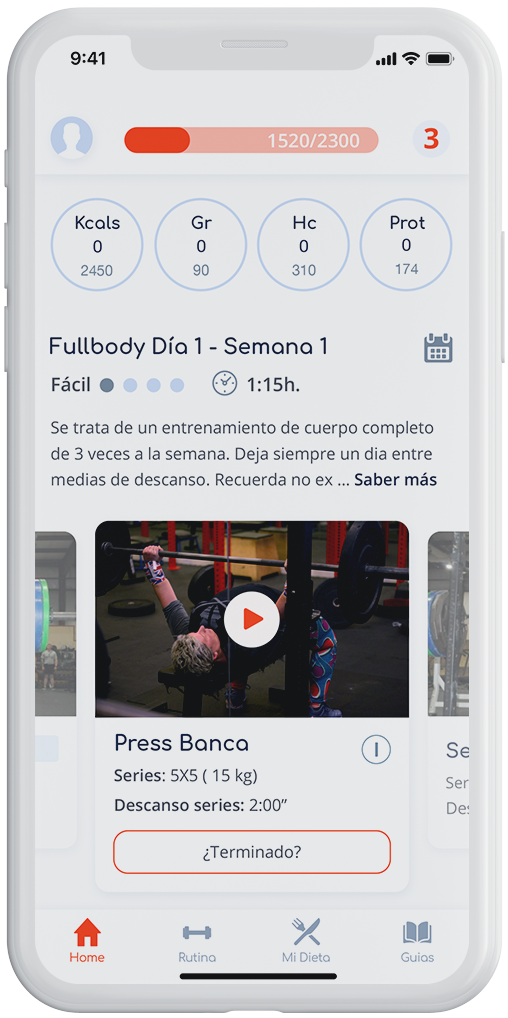 9:41
1520/2300
3
Kcals
0
2450
Gr
0
90
Hc
0
310
Prot
0
174
Fullbody Día 1 - Semana 1
Fácil
1:15h.
Se trata de un entrenamiento de cuerpo completo
de 3 veces a la semana. Deja siempre un dia entre
medias de descanso. Recuerda no ex ... Saber más
Press Banca
I
Series: 5X5 ( 15 kg)
Descanso series: 2:00”
¿Terminado?
Se
Ser
Des
Home
Rutina
Mi Dieta
Guias